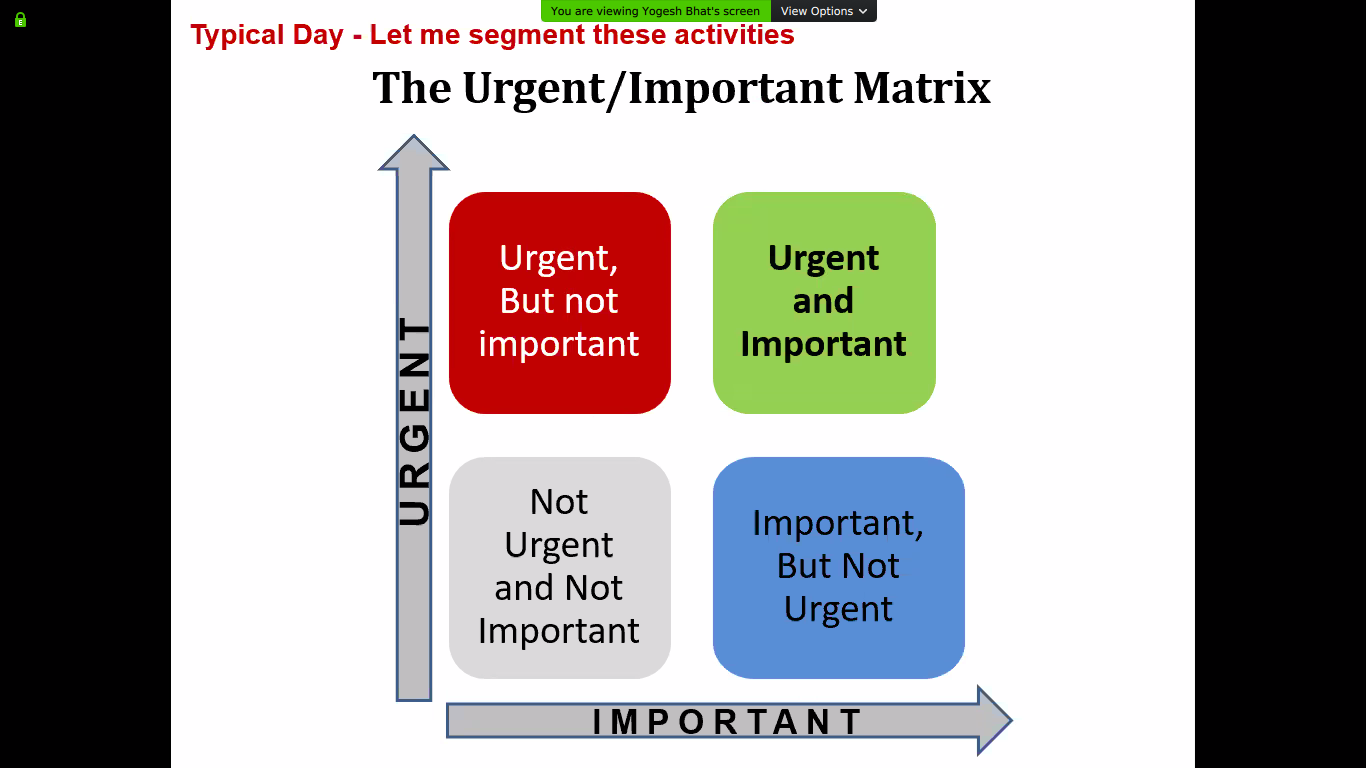 You are viewing Yogesh Bhat's screen View Options
E
Typical Day - Let me segment these activities
The Urgent/Important Matrix
URGENT
Urgent,
But not
important
Urgent
and
Important
Not
Urgent
and Not
Important
Important,
But Not
Urgent
IMPORTANT